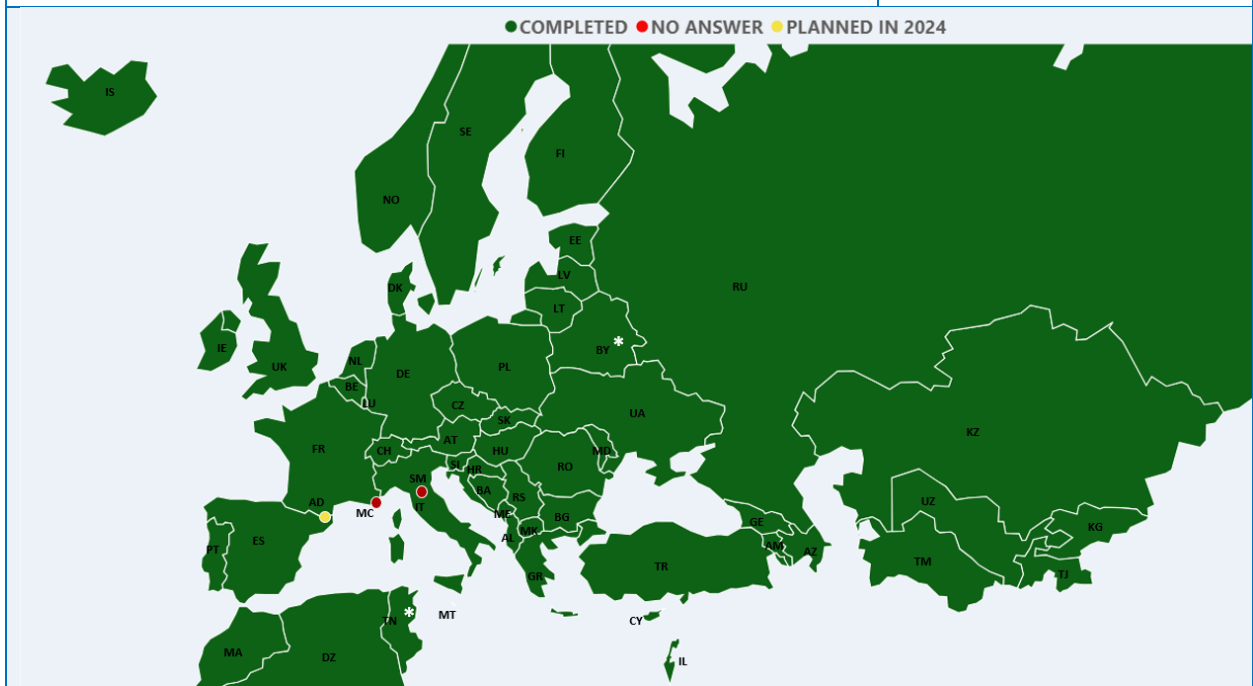 COMPLETED NO ANSWER PLANNED IN 2024
IS
SE
FI
NO
EE
LV
RU
DK
LT
IE
BY *
UK
NL
PL
DE
BE
LU
CZ
UA
SK
KZ
AT
FR
CH
HU
MD
SL
HR
RO
SM
BA
RS
UZ
AD
IT
MC
ME
BG
GE
KG
MK
PT
ES
AL
AM
AZ
TR
TM
GR
TJ
*
MT
TN
CY
MA
DZ
IL